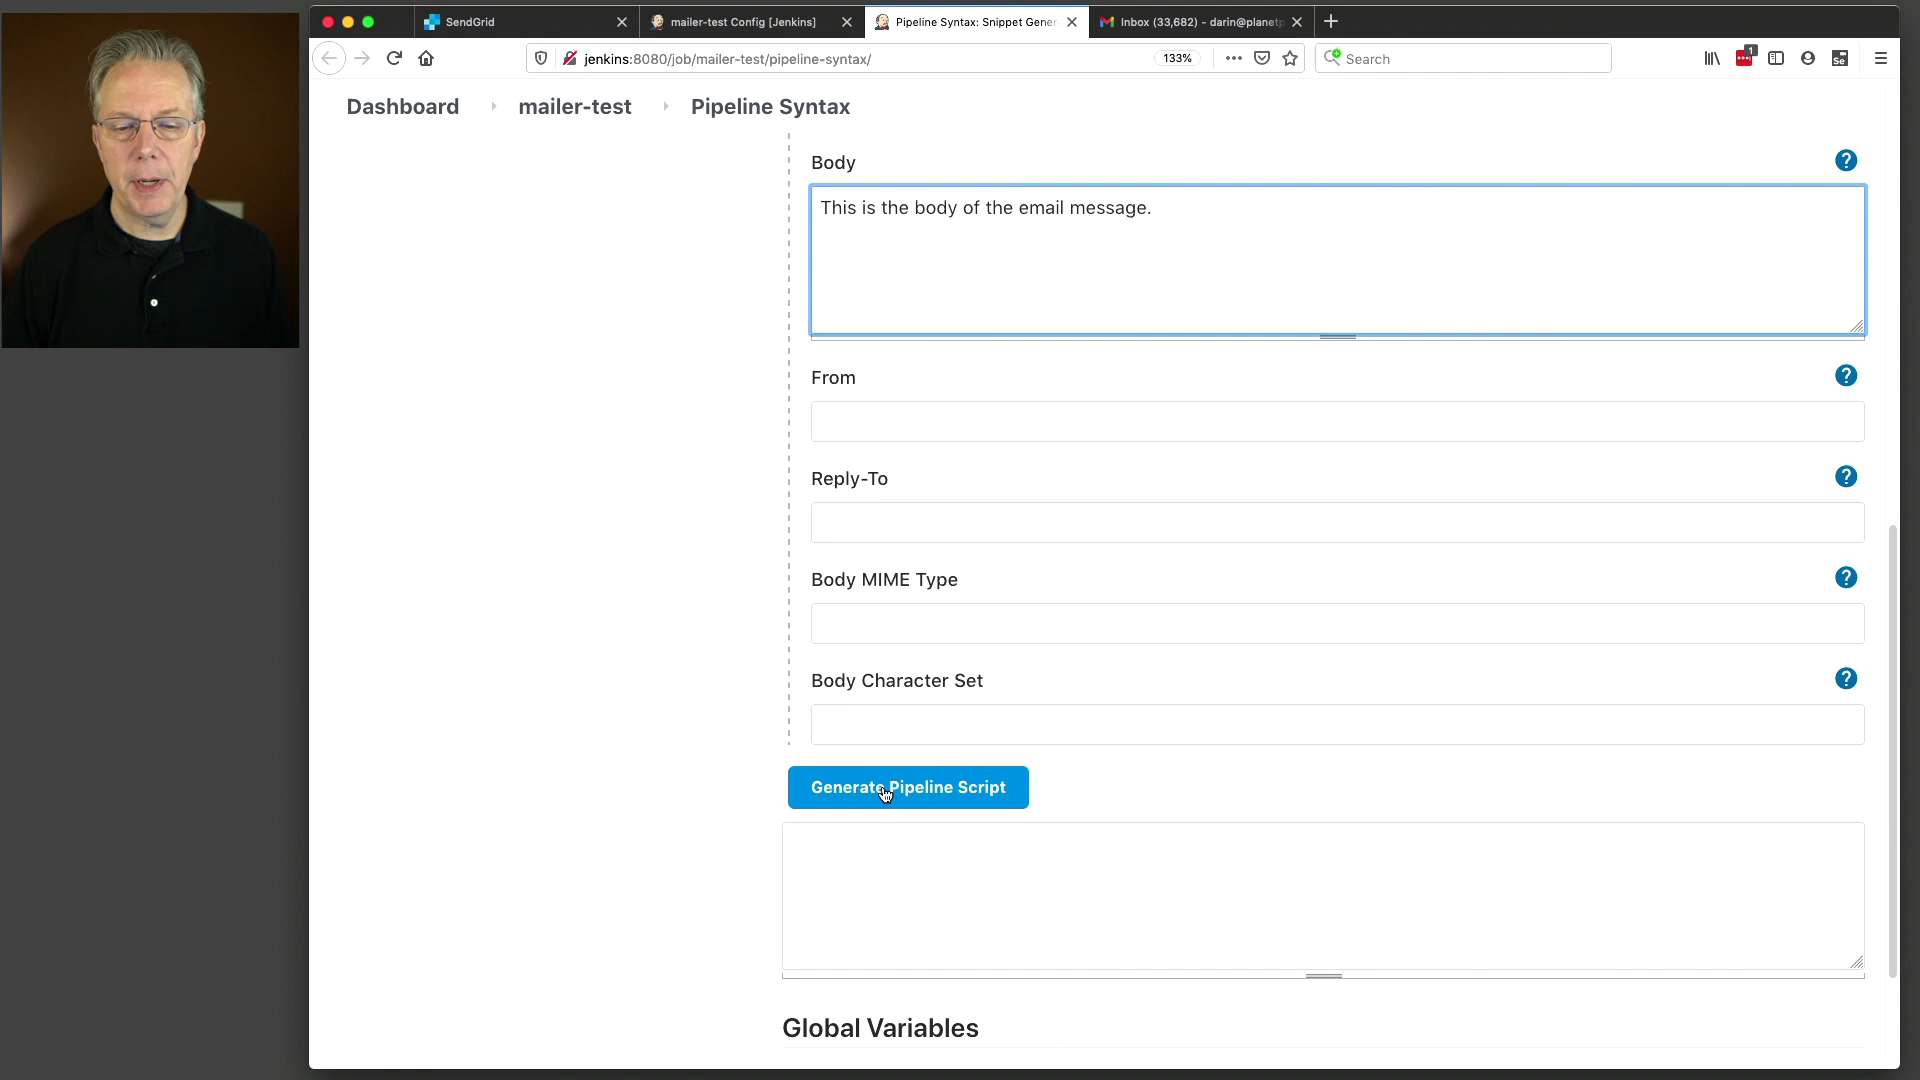 SendGrid
mailer-test Config [Jenkins]
Pipeline Syntax: Snippet Gener
Inbox (33,682) - darin@planetp
jenkins:8080/job/mailer-test/pipeline-syntax/
133%
Search
1
Se
Dashboard
mailer-test
Pipeline Syntax
Body
?
This is the body of the email message.
From
?
Reply-To
?
Body MIME Type
?
Body Character Set
?
Generate Pipeline Script
Global Variables